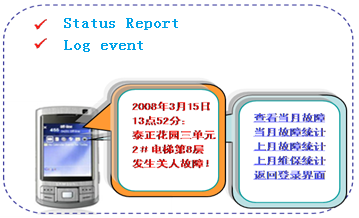 Status Report
Log event
2008年3月15日
13点52分：
泰正花园三单元
2＃电梯第8层
发生关人故障！
查看当月故障
当月故障统计
上月故障统计
上月维保统计
返回登录界面